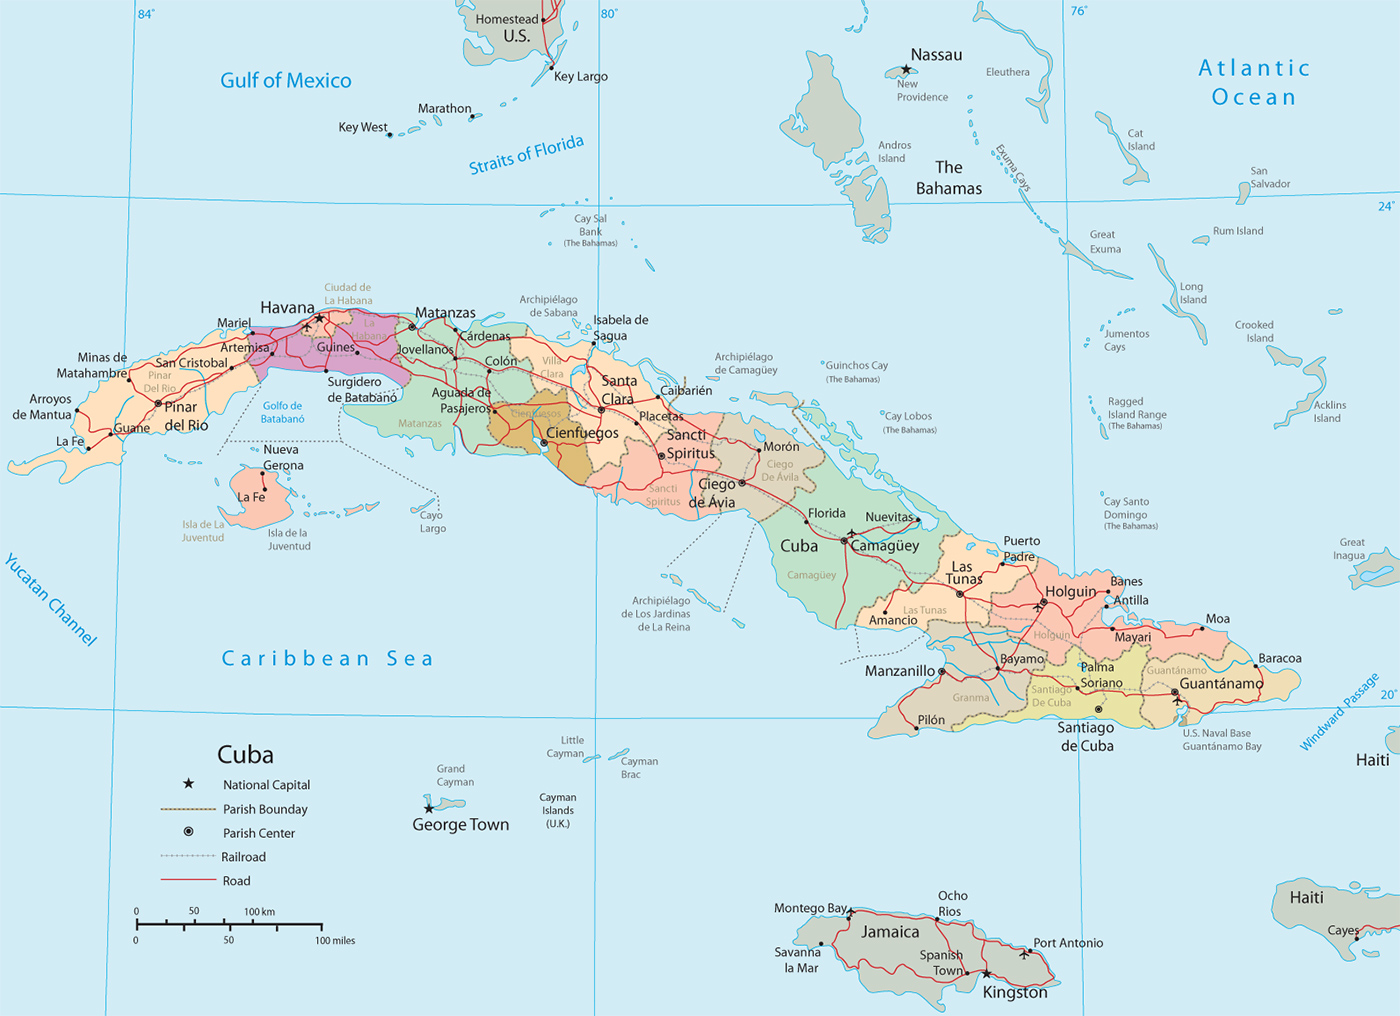 84°
80°
76°
Homestead
U.S.
Key Largo
Gulf of Mexico
Marathon
Key West
Straits of Florida
Nassau
New
Providence
Eleuthera
Atlantic
Ocean
Andros
Island
The
Bahamas
Exuma Cays
Cat
Island
San
Salvador
24°
Cay Sal
Bank
(The Bahamas)
Great
Exuma
Rum Island
Long
Island
Crooked
Island
Acklins
Island
Jumentos
Cays
Ragged
Island Range
(The Bahamas)
Ciudad de
La Habana
Havana
La
Habana
Mariel
Artemisa
Guines
Matanzas
Cárdenas
Jovellanos
Colón
Archipiélago
de Sabana
Isabela de
Sagua
Archipiélago
de Camagüey
Guinchos Cay
(The Bahamas)
Cay Lobos
(The Bahamas)
Minas de
Matahambre
San Cristobal
Pinar
Del Rio
Arroyos
de Mantua
Pinar
del Rio
Guane
La Fe
Surgidero
de Batabanó
Golfo de
Batabanó
Aguada de
Pasajeros
Matanzas
Villa
Clara
Santa
Clara
Caibarién
Placetas
Cienfuegos
Cienfuegos
Sancti
Spiritus
Sancti
Spiritus
Morón
Ciego
De Ávila
Ciego
de Ávia
Nueva
Gerona
La Fe
Isla de La
Juventud
Isla de la
Juventud
Cayo
Largo
Florida
Nuevitas
Cuba
Camagüey
Camagüey
Cay Santo
Domingo
(The Bahamas)
Great
Inagua
Puerto
Padre
Las
Tunas
Las Tunas
Amancio
Holguin
Holguin
Banes
Antilla
Mayari
Moa
Baracoa
Archipiélago
de Los Jardinas
de La Reina
Yucatan Channel
Caribbean Sea
Manzanillo
Bayamo
Granma
Pilón
Palma
Soriano
Santiago
De Cuba
Santiago
de Cuba
Guantánamo
Guantánamo
U.S. Naval Base
Guantánamo Bay
Windward Passage
20°
Haiti
Little
Cayman
Cayman
Brac
Grand
Cayman
George Town
Cayman
Islands
(U.K.)
Cuba
National Capital
Parish Bounday
Parish Center
Railroad
Road
0 50 100 km
0 50 100 miles
Montego Bay
Ocho
Rios
Jamaica
Savanna
la Mar
Spanish
Town
Port Antonio
Kingston
Haiti
Cayes